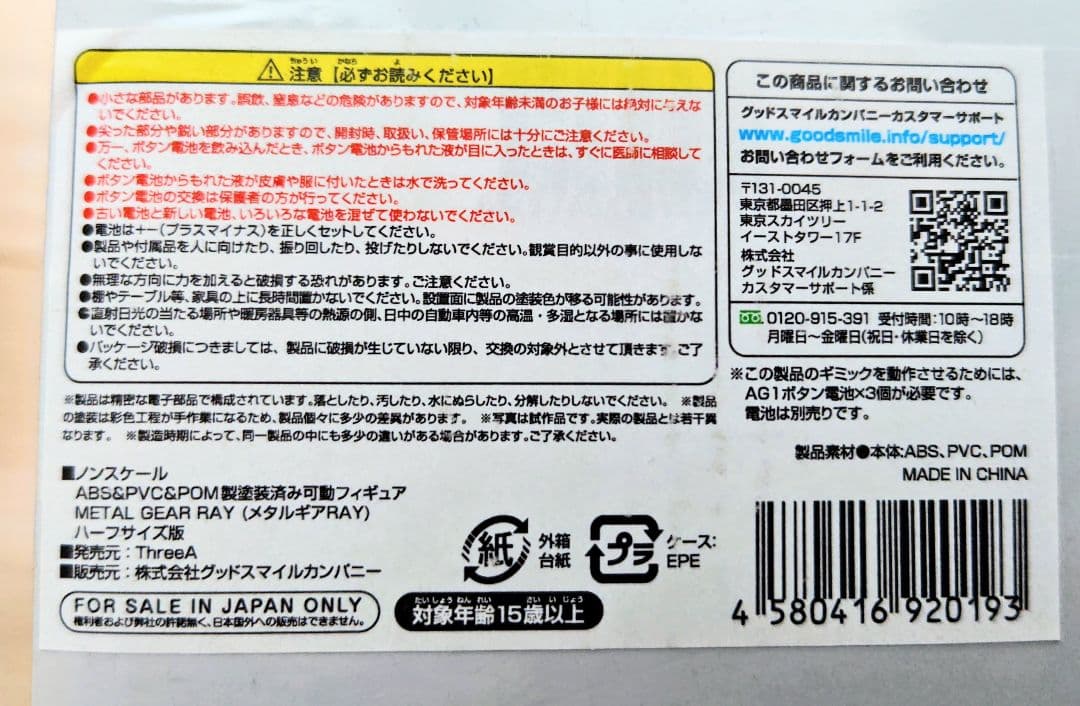 ちゅうい かなら よ
⚠注意【必ずお読みください】
●小さな部品があります。誤飲、窒息などの危険がありますので、対象年齢未満のお子様には絶対に与えな
いでください。
●尖った部分や鋭い部分がありますので、開封時、取扱い、保管場所には十分にご注意ください。
●万一、ボタン電池を飲み込んだとき、ボタン電池からもれた液が目に入ったときは、すぐに医師に相談して
ください。
●ボタン電池からもれた液が皮膚や服に付いたときは水で洗ってください。
●ボタン電池の交換は保護者の方が行ってください。
●古い電池と新しい電池、いろいろな電池を混ぜて使わないでください。
●電池は+−(プラスマイナス)を正しくセットしてください。
●製品や付属品を人に向けたり、振り回したり、投げたりしないでください。観賞目的以外の事に使用しな
いでください。
●無理な方向に力を加えると破損する恐れがあります。ご注意ください。
●棚やテーブル等、家具の上に長時間置かないでください。設置面に製品の塗装色が移る可能性があります。
●直射日光の当たる場所や暖房器具等の熱源の側、日中の自動車内等の高温・多湿となる場所には置かな
いでください。
●パッケージ破損につきましては、製品に破損が生じていない限り、交換の対象外とさせて頂きます。ご了
承ください。
※製品は精密な電子部品で構成されています。落としたり、汚したり、水にぬらしたり、分解したりしないでください。 ※製品
の塗装は彩色工程が手作業になるため、製品個々に多少の差異があります。 ※写真は試作品です。実際の製品とは若干異
なります。 ※製造時期によって、同一製品の中にも多少の違いがある場合があります。ご了承ください。
■ノンスケール
ABS&PVC&POM製塗装済み可動フィギュア
METAL GEAR RAY (メタルギアRAY)
ハーフサイズ版
■発売元:ThreeA
■販売元:株式会社グッドスマイルカンパニー
FOR SALE IN JAPAN ONLY
権利者および弊社の許諾無く、日本国外への販売はできません。
紙
外箱
台紙
プラ
ケース:
EPE
たいしょうねんれい さい いじょう
対象年齢15歳以上
この商品に関するお問い合わせ
グッドスマイルカンパニーカスタマーサポート
www.goodsmile.info/support/
お問い合わせフォームをご利用ください。
〒131-0045
東京都墨田区押上1-1-2
東京スカイツリー
イーストタワー17F
株式会社
グッドスマイルカンパニー
カスタマーサポート係
0120-915-391 受付時間:10時~18時
月曜日~金曜日(祝日・休業日を除く)
※この製品のギミックを動作させるためには、
AG1ボタン電池×3個が必要です。
電池は別売りです。
製品素材●本体:ABS、PVC、POM
MADE IN CHINA
4 580416 920193